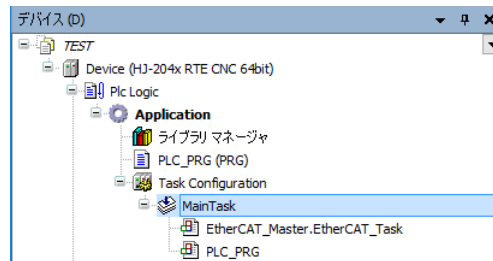 デバイス (D)
TEST
Device (HJ-204x RTE CNC 64bit)
Plc Logic
Application
ライブラリ マネージャ
PLC_PRG (PRG)
Task Configuration
MainTask
EtherCAT_Master.EtherCAT_Task
PLC_PRG